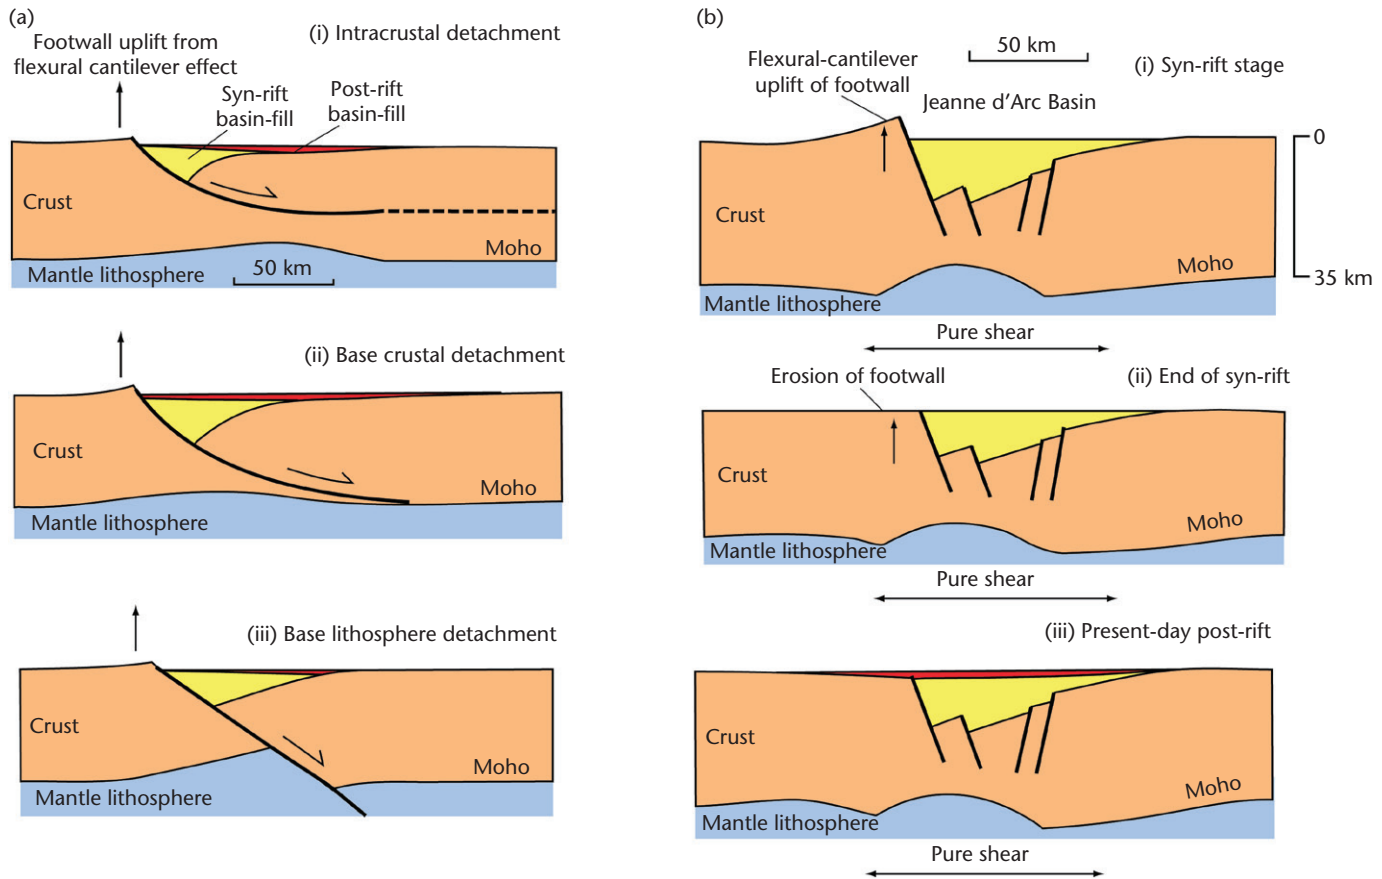 (a)
(i) Intracrustal detachment
Footwall uplift from
flexural cantilever effect
Syn-rift
basin-fill
Post-rift
basin-fill
Crust
Moho
Mantle lithosphere
50 km
(ii) Base crustal detachment
Crust
Moho
Mantle lithosphere
(iii) Base lithosphere detachment
Crust
Moho
Mantle lithosphere
(b)
50 km
(i) Syn-rift stage
Flexural-cantilever
uplift of footwall
Jeanne d’Arc Basin
0
Crust
Moho
35 km
Mantle lithosphere
Pure shear
Erosion of footwall
(ii) End of syn-rift
Crust
Moho
Mantle lithosphere
Pure shear
(iii) Present-day post-rift
Crust
Moho
Mantle lithosphere
Pure shear